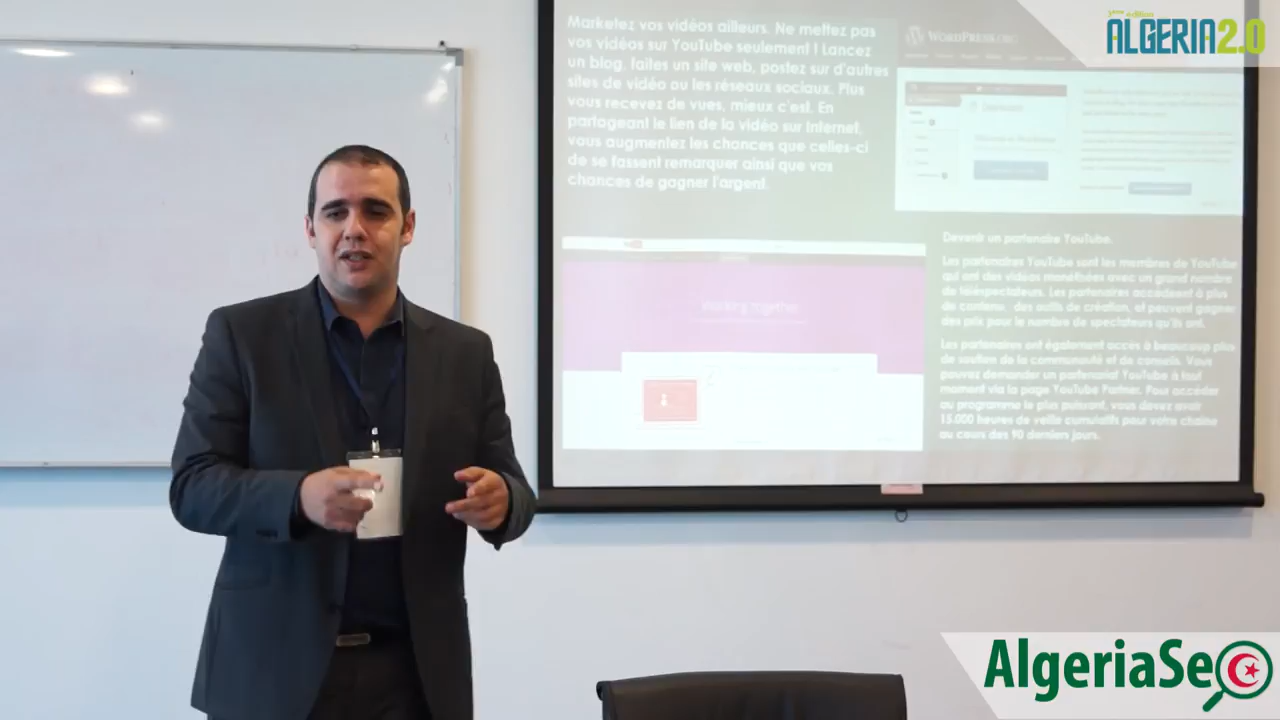 Marketez vos vidéos ailleurs. Ne mettez pas
vos vidéos sur YouTube seulement ! Lancez
un blog, faites un site web, postez sur d'autres
sites de vidéo ou les réseaux sociaux. Plus
vous recevez de vues, mieux c'est. En
partageant le lien de la vidéo sur Internet,
vous augmentez les chances que celles-ci
de se fassent remarquer ainsi que vos
chances de gagner l'argent.
WORDPRESS.ORG
3ème edition
ALGERIA2.0
Working together
Devenir un partenaire YouTube.
Les partenaires YouTube sont les membres de YouTube
qui ont des vidéos monétisées avec un grand nombre
de téléspectateurs. Les partenaires accèdent à plus
de contenu, des outils de création, et peuvent gagner
des prix pour le nombre de spectateurs qu'ils ont.
Les partenaires ont également accès à beaucoup plus
de soutien de la communauté et de conseils. Vous
pouvez demander un partenariat YouTube à tout
moment via la page YouTube Partner. Pour accéder
au programme le plus puissant, vous devez avoir
15.000 heures de veille cumulatifs pour votre chaîne
au cours des 90 derniers jours.
AlgeriaSeo